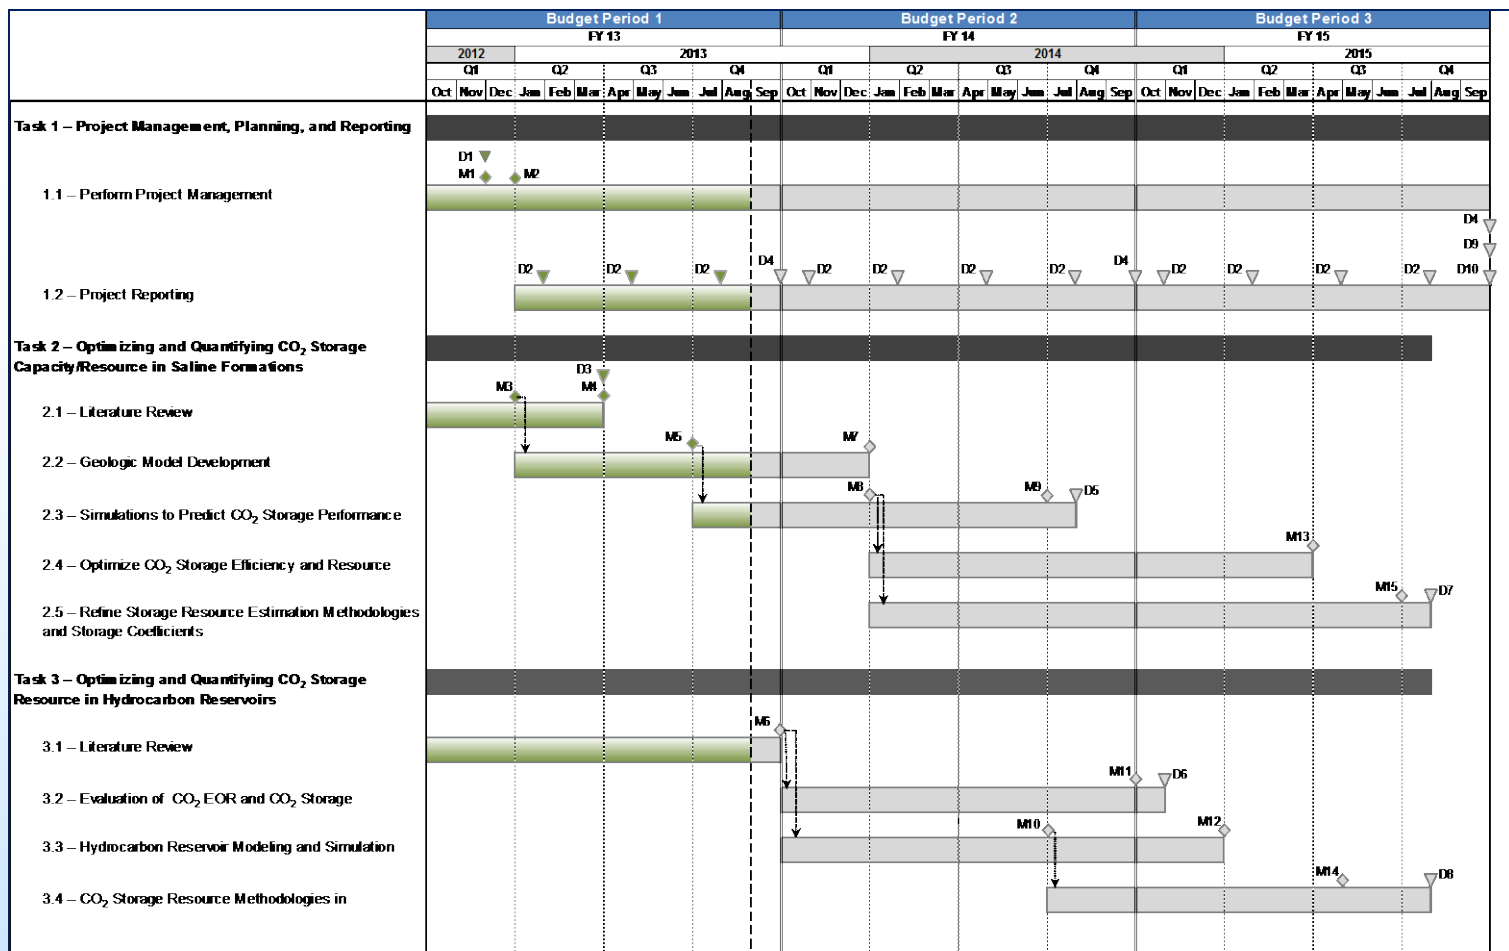 Budget Period 1 Budget Period 2 Budget Period 3
FY 13 FY 14 FY 15
2012 2013 2014 2015
Q1 Q2 Q3 Q4 Q1 Q2 Q3 Q4 Q1 Q2 Q3 Q4
Oct Nov Dec Jan Feb Mar Apr May Jun Jul Aug Sep Oct Nov Dec Jan Feb Mar Apr May Jun Jul Aug Sep Oct Nov Dec Jan Feb Mar Apr May Jun Jul Aug Sep
Task 1 – Project Management, Planning, and Reporting
D1
M1 M2
1.1 – Perform Project Management
D4
D9
D2 D2 D2 D4 D2 D2 D2 D2 D4 D2 D2 D2 D2 D10
1.2 – Project Reporting
Task 2 – Optimizing and Quantifying CO2 Storage
Capacity/Resource in Saline Formations
D3
M3 M4
2.1 – Literature Review
M5 M7
2.2 – Geologic Model Development
M8 M9 D5
2.3 – Simulations to Predict CO2 Storage Performance
M13
2.4 – Optimize CO2 Storage Efficiency and Resource
M15 D7
2.5 – Refine Storage Resource Estimation Methodologies
and Storage Coefficients
Task 3 – Optimizing and Quantifying CO2 Storage
Resource in Hydrocarbon Reservoirs
M6
3.1 – Literature Review
M11 D6
3.2 – Evaluation of CO2 EOR and CO2 Storage
M10 M12
3.3 – Hydrocarbon Reservoir Modeling and Simulation
M14 D8
3.4 – CO2 Storage Resource Methodologies in